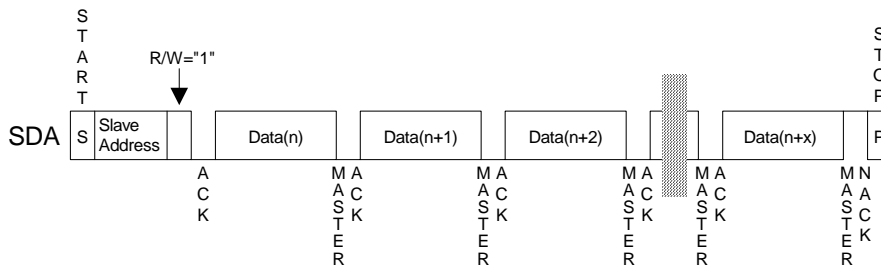 START
R/W="1"
STOP
SDA
S
Slave
Address
Data(n)
Data(n+1)
Data(n+2)
Data(n+x)
P
ACK
MASTER
ACK
MASTER
ACK
MASTER
ACK
MASTER
ACK
MASTER
NACK